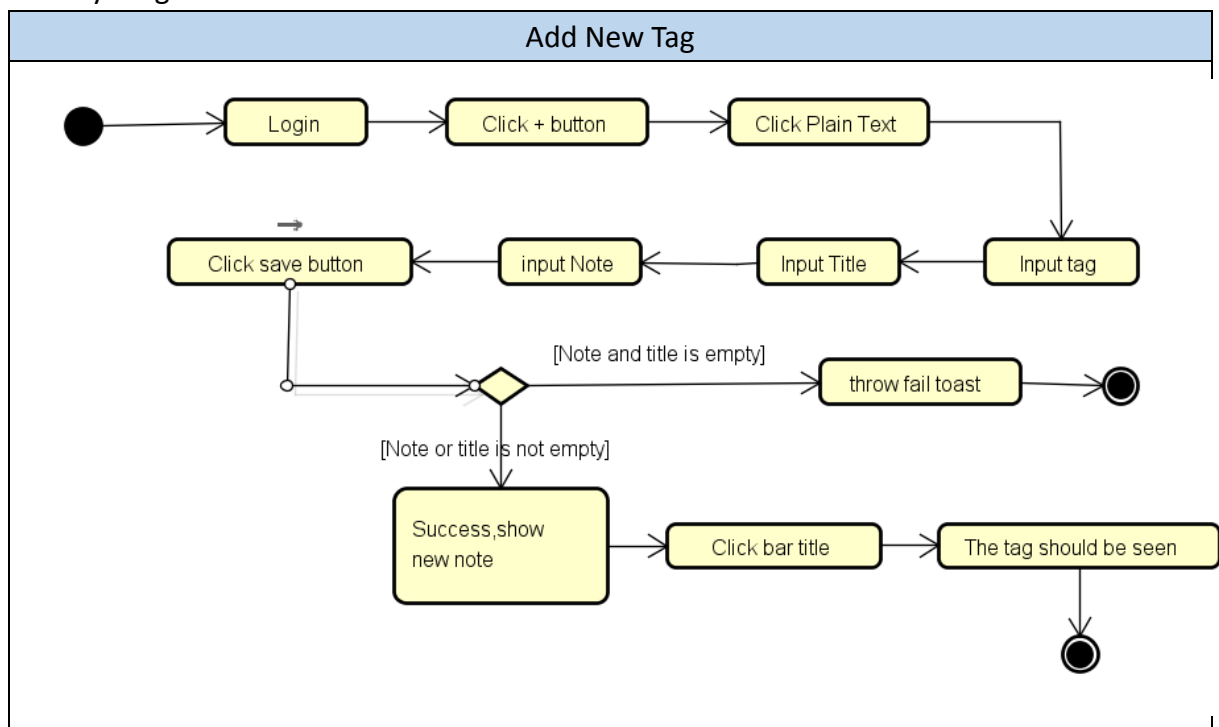 Add New Tag
Login
Click + button
Click Plain Text
Click save button
input Note
Input Title
Input tag
[Note and title is empty]
throw fail toast
[Note or title is not empty]
Success,show
new note
Click bar title
The tag should be seen